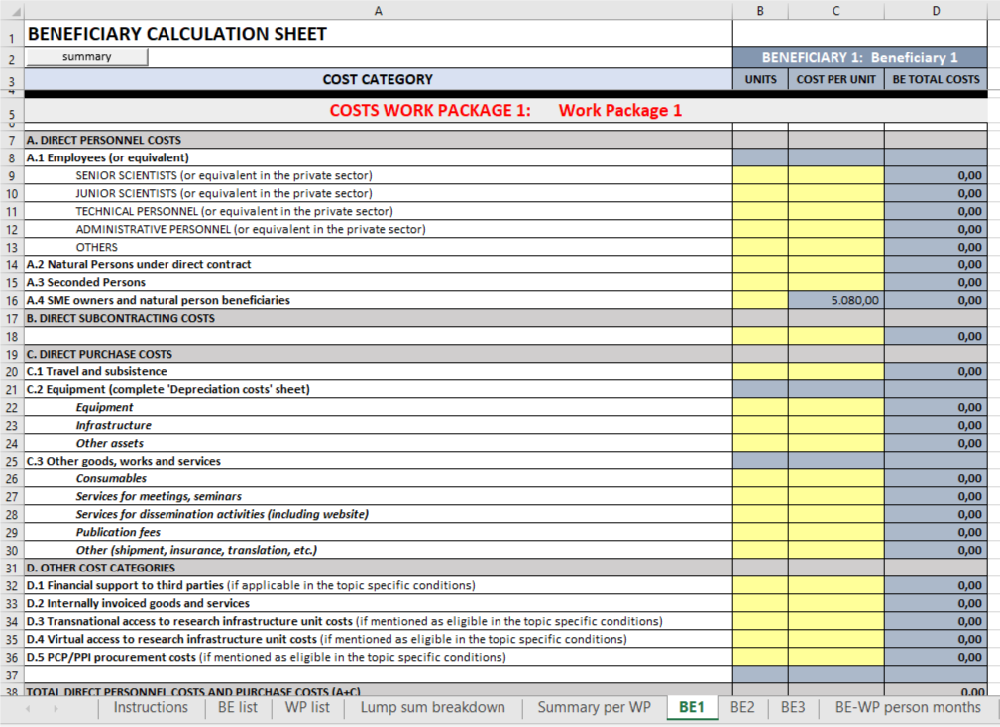 A B C D
1 BENEFICIARY CALCULATION SHEET
2 summary BENEFICIARY 1: Beneficiary 1
3 COST CATEGORY UNITS COST PER UNIT BE TOTAL COSTS
4
5 COSTS WORK PACKAGE 1: Work Package 1
6
7 A. DIRECT PERSONNEL COSTS
8 A.1 Employees (or equivalent)
9 SENIOR SCIENTISTS (or equivalent in the private sector) 0,00
10 JUNIOR SCIENTISTS (or equivalent in the private sector) 0,00
11 TECHNICAL PERSONNEL (or equivalent in the private sector) 0,00
12 ADMINISTRATIVE PERSONNEL (or equivalent in the private sector) 0,00
13 OTHERS 0,00
14 A.2 Natural Persons under direct contract 0,00
15 A.3 Seconded Persons 0,00
16 A.4 SME owners and natural person beneficiaries 5.080,00 0,00
17 B. DIRECT SUBCONTRACTING COSTS
18 0,00
19 C. DIRECT PURCHASE COSTS
20 C.1 Travel and subsistence 0,00
21 C.2 Equipment (complete 'Depreciation costs' sheet)
22 Equipment 0,00
23 Infrastructure 0,00
24 Other assets 0,00
25 C.3 Other goods, works and services
26 Consumables 0,00
27 Services for meetings, seminars 0,00
28 Services for dissemination activities (including website) 0,00
29 Publication fees 0,00
30 Other (shipment, insurance, translation, etc.) 0,00
31 D. OTHER COST CATEGORIES
32 D.1 Financial support to third parties (if applicable in the topic specific conditions) 0,00
33 D.2 Internally invoiced goods and services 0,00
34 D.3 Transnational access to research infrastructure unit costs (if mentioned as eligible in the topic specific conditions) 0,00
35 D.4 Virtual access to research infrastructure unit costs (if mentioned as eligible in the topic specific conditions) 0,00
36 D.5 PCP/PPI procurement costs (if mentioned as eligible in the topic specific conditions) 0,00
37
38 TOTAL DIRECT PERSONNEL COSTS AND PURCHASE COSTS (A+C) 0,00
Instructions BE list WP list Lump sum breakdown Summary per WP BE1 BE2 BE3 BE-WP person months